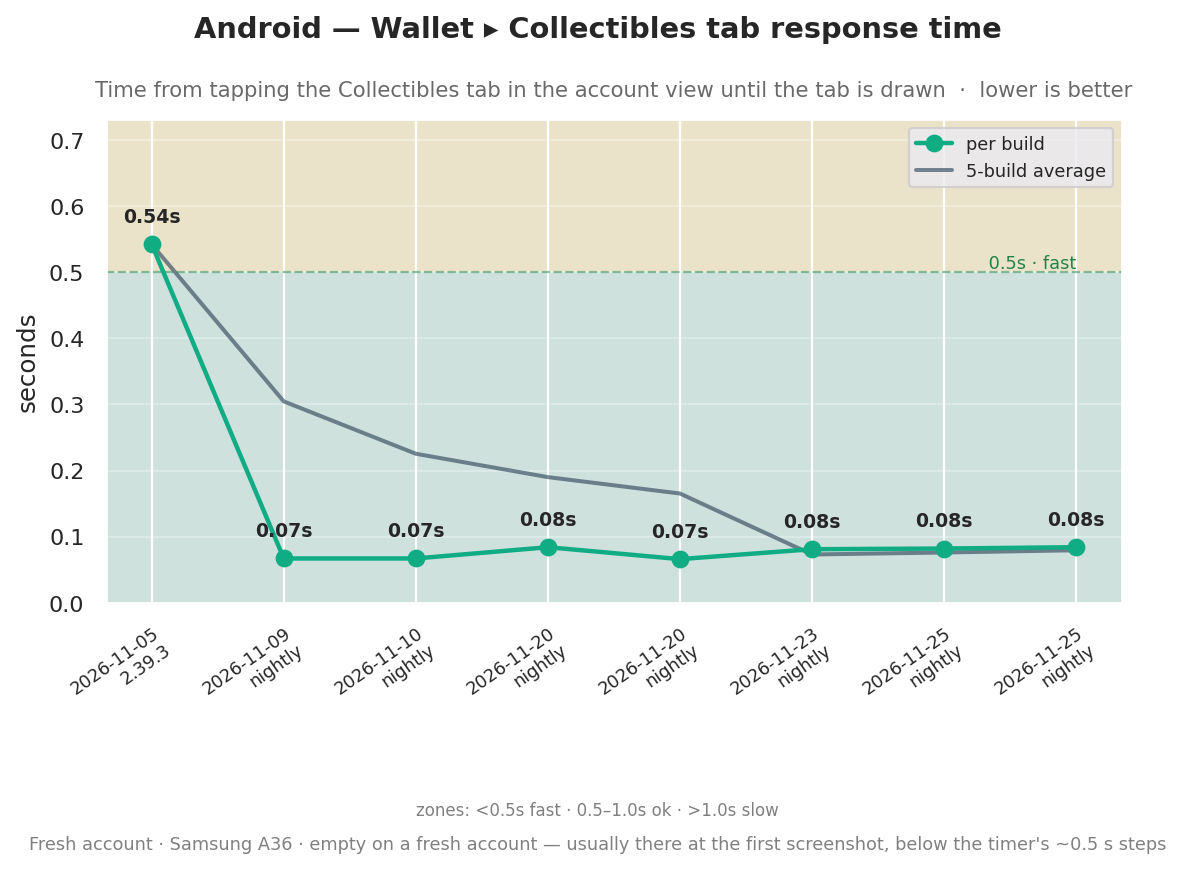 Android — Wallet ▸ Collectibles tab response time
Time from tapping the Collectibles tab in the account view until the tab is drawn · lower is better
per build
5-build average
0.7
0.6
0.5
0.4
0.3
0.2
0.1
0.0
seconds
0.54s
0.07s
0.07s
0.08s
0.07s
0.08s
0.08s
0.08s
0.5s · fast
2026-11-05
2.39.3
2026-11-09
nightly
2026-11-10
nightly
2026-11-20
nightly
2026-11-20
nightly
2026-11-23
nightly
2026-11-25
nightly
2026-11-25
nightly
zones: <0.5s fast · 0.5–1.0s ok · >1.0s slow
Fresh account · Samsung A36 · empty on a fresh account — usually there at the first screenshot, below the timer's ~0.5 s steps